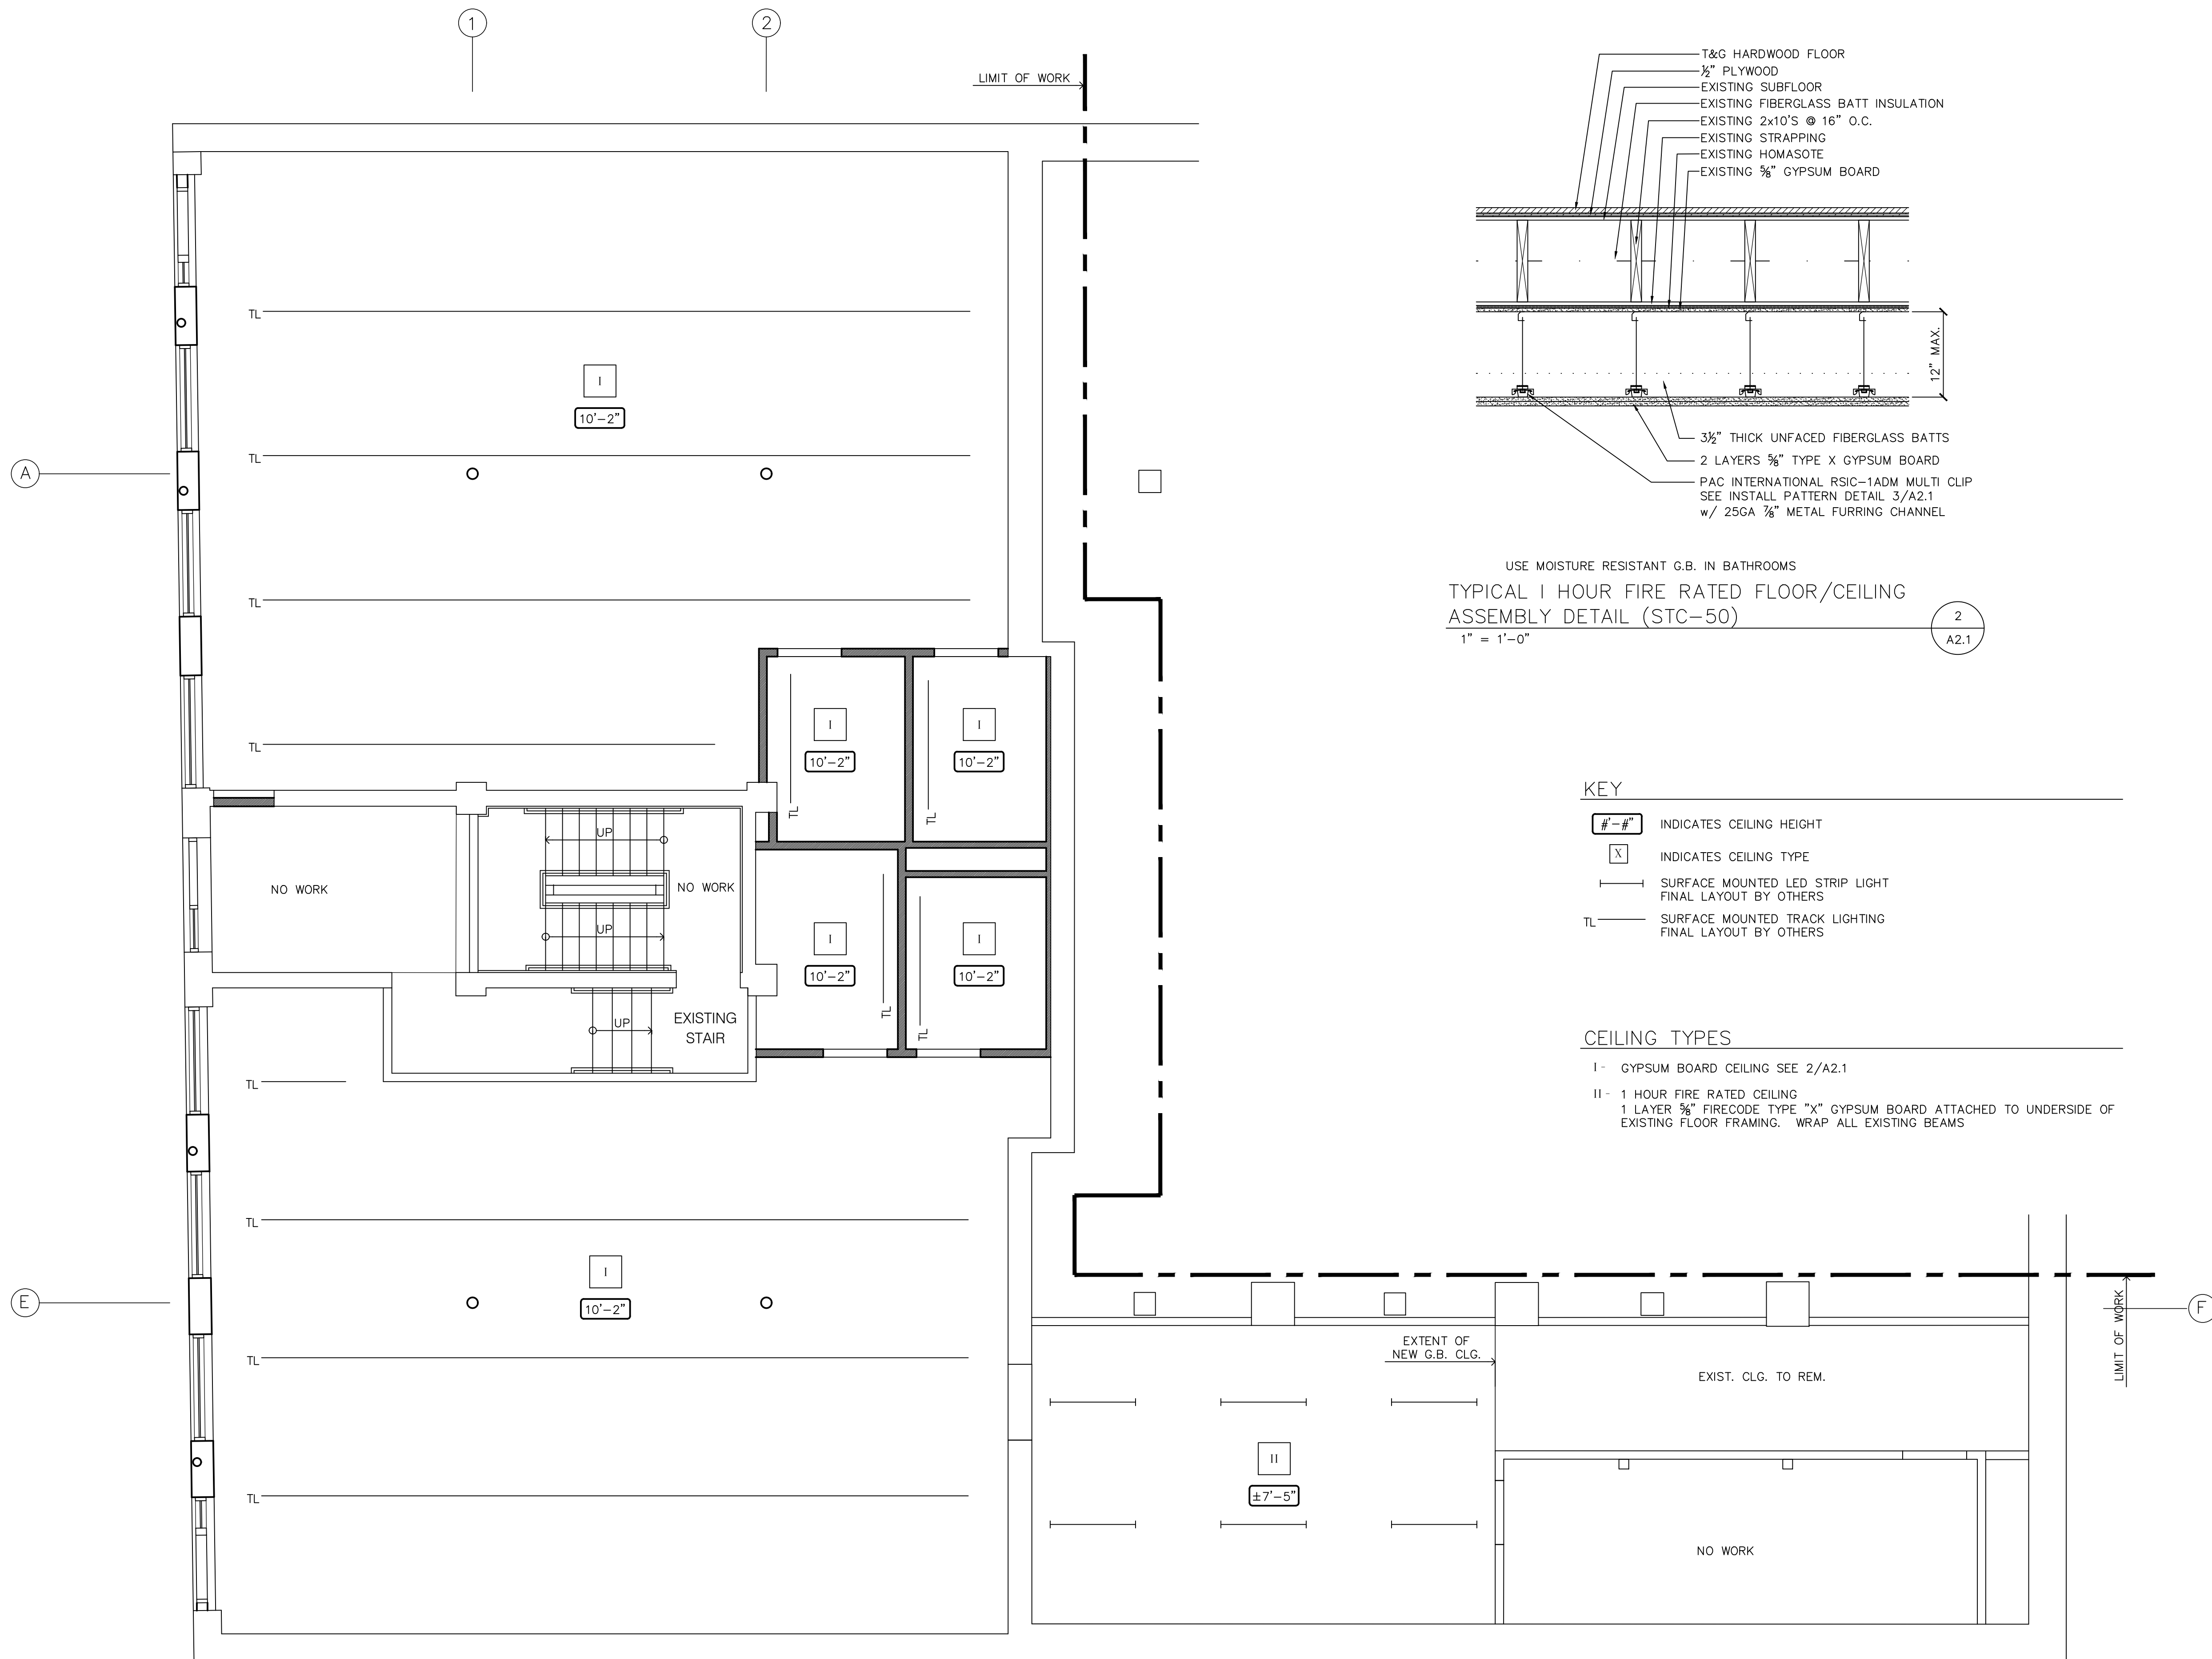 1
2
LIMIT OF WORK
T&G HARDWOOD FLOOR
½" PLYWOOD
EXISTING SUBFLOOR
EXISTING FIBERGLASS BATT INSULATION
EXISTING 2x10'S @ 16" O.C.
EXISTING STRAPPING
EXISTING HOMASOTE
EXISTING ⅝" GYPSUM BOARD
12" MAX.
3½" THICK UNFACED FIBERGLASS BATTS
2 LAYERS ⅝" TYPE X GYPSUM BOARD
PAC INTERNATIONAL RSIC-1ADM MULTI CLIP
SEE INSTALL PATTERN DETAIL 3/A2.1
w/ 25GA ⅞" METAL FURRING CHANNEL
USE MOISTURE RESISTANT G.B. IN BATHROOMS
TYPICAL I HOUR FIRE RATED FLOOR/CEILING
ASSEMBLY DETAIL (STC-50)
1" = 1'-0"
2
A2.1
TL
I
10'-2"
TL
A
TL
TL
I
10'-2"
TL
I
10'-2"
TL
NO WORK
UP
NO WORK
UP
I
10'-2"
TL
I
10'-2"
TL
UP
EXISTING
STAIR
KEY
#'-#" INDICATES CEILING HEIGHT
X INDICATES CEILING TYPE
SURFACE MOUNTED LED STRIP LIGHT
FINAL LAYOUT BY OTHERS
TL SURFACE MOUNTED TRACK LIGHTING
FINAL LAYOUT BY OTHERS
CEILING TYPES
I - GYPSUM BOARD CEILING SEE 2/A2.1
II - 1 HOUR FIRE RATED CEILING
1 LAYER ⅝" FIRECODE TYPE "X" GYPSUM BOARD ATTACHED TO UNDERSIDE OF
EXISTING FLOOR FRAMING. WRAP ALL EXISTING BEAMS
TL
TL
I
10'-2"
E
TL
TL
EXTENT OF
NEW G.B. CLG.
EXIST. CLG. TO REM.
II
±7'-5"
NO WORK
LIMIT OF WORK
F